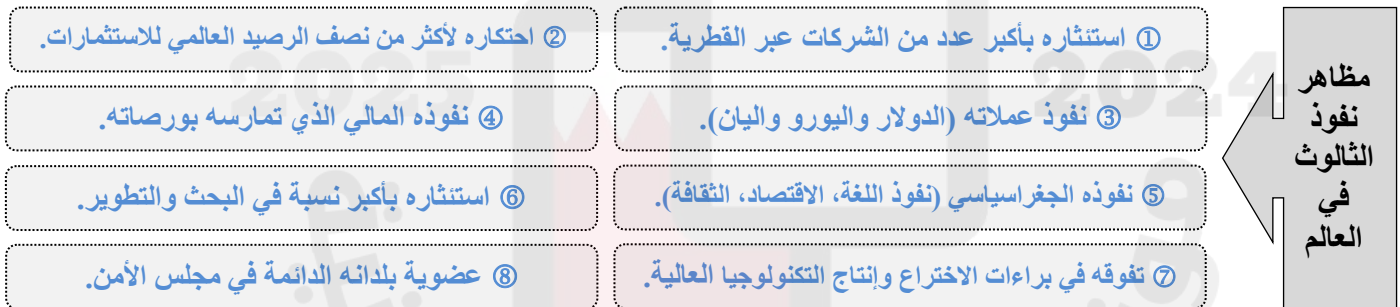 مظاهر
نفوذ
الثالوث
في
العالم
① استئثاره بأكبر عدد من الشركات عبر القطرية.
② احتكاره لأكثر من نصف الرصيد العالمي للاستثمارات.
③ نفوذ عملاته (الدولار واليورو واليان).
④ نفوذه المالي الذي تمارسه بورصاته.
⑤ نفوذه الجغراسياسي (نفوذ اللغة، الاقتصاد، الثقافة).
⑥ استئثاره بأكبر نسبة في البحث والتطوير.
⑦ تفوقه في براءات الاختراع وإنتاج التكنولوجيا العالية.
⑧ عضوية بلدانه الدائمة في مجلس الأمن.
2024
2025